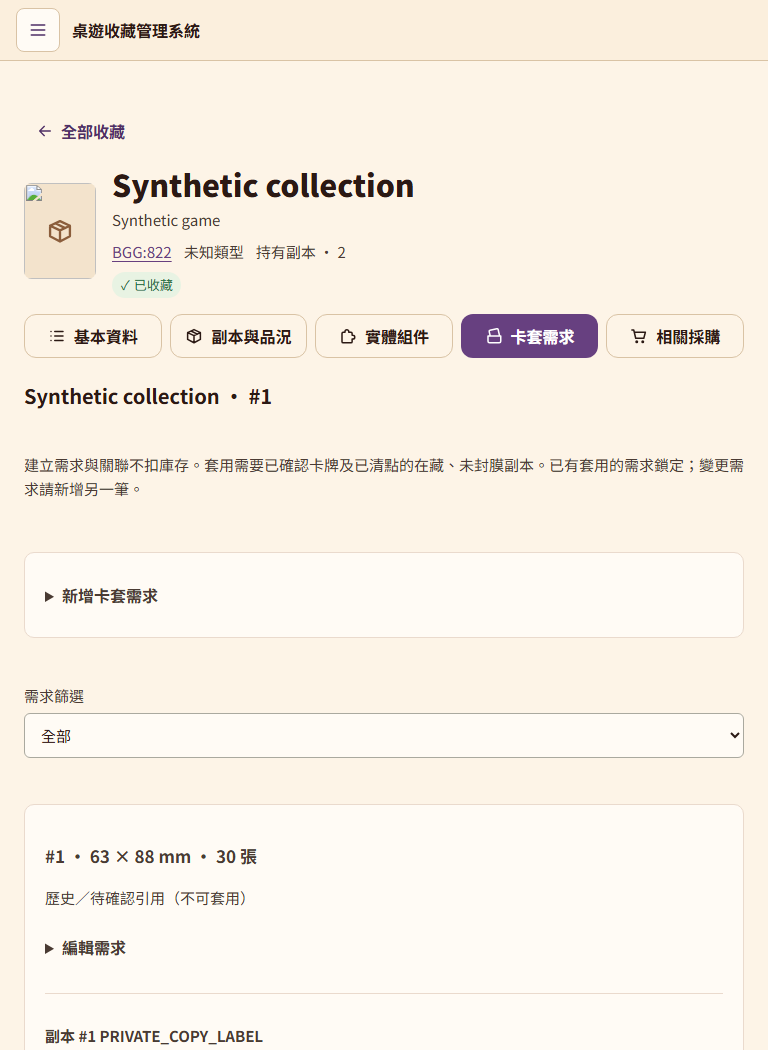 桌遊收藏管理系統
全部收藏
Synthetic collection
Synthetic game
BGG:822 未知類型 持有副本 · 2
✓ 已收藏
基本資料 副本與品況 實體組件 卡套需求 相關採購
Synthetic collection · #1
建立需求與關聯不扣庫存。套用需要已確認卡牌及已清點的在藏、未封膜副本。已有套用的需求鎖定；變更需
求請新增另一筆。
新增卡套需求
需求篩選
全部
#1 · 63 × 88 mm · 30 張
歷史／待確認引用（不可套用）
編輯需求
副本 #1 PRIVATE_COPY_LABEL